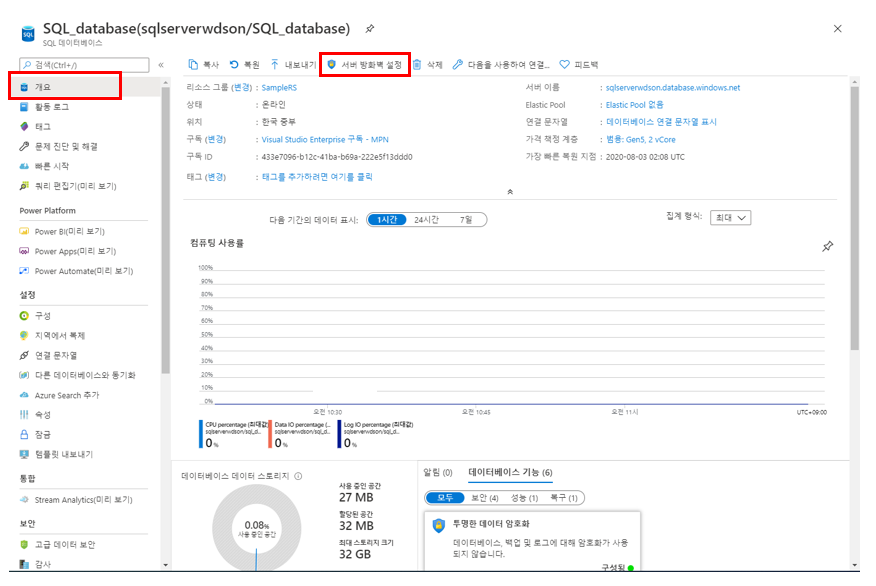 SQL_database(sqlserverwdson/SQL_database)
SQL 데이터베이스
검색(Ctrl+/)
개요
활동 로그
태그
문제 진단 및 해결
빠른 시작
쿼리 편집기(미리 보기)
Power Platform
Power BI(미리 보기)
Power Apps(미리 보기)
Power Automate(미리 보기)
설정
구성
지역에서 복제
연결 문자열
다른 데이터베이스와 동기화
Azure Search 추가
속성
잠금
템플릿 내보내기
통합
Stream Analytics(미리 보기)
보안
고급 데이터 보안
감사
복사 복원 내보내기 서버 방화벽 설정 삭제 다음을 사용하여 연결... 피드백
리소스 그룹 (변경) : SampleRS
상태 : 온라인
위치 : 한국 중부
구독 (변경) : Visual Studio Enterprise 구독 - MPN
구독 ID : 433e7096-b12c-41ba-b69a-222e5f13ddd0
태그 (변경) : 태그를 추가하려면 여기를 클릭
서버 이름 : sqlserverwdson.database.windows.net
Elastic Pool : Elastic Pool 없음
연결 문자열 : 데이터베이스 연결 문자열 표시
가격 책정 계층 : 범용: Gen5, 2 vCore
가장 빠른 복원 지점 : 2020-08-03 02:08 UTC
다음 기간의 데이터 표시: 1시간 24시간 7일
집계 형식: 최대
컴퓨팅 사용률
100%
90%
80%
70%
60%
50%
40%
30%
20%
10%
0%
오전 10:30 오전 10:45 오전 11시 UTC+09:00
CPU percentage (최대값)
sqlserverwdson/sql_d...
0 %
Data IO percentage (...
sqlserverwdson/sql_d...
0 %
Log IO percentage (최대값)
sqlserverwdson/sql_d...
0 %
데이터베이스 데이터 스토리지
0.08%
사용 중인 공간
사용 중인 공간
27 MB
할당된 공간
32 MB
최대 스토리지 크기
32 GB
알림 (0) 데이터베이스 기능 (6)
모두 보안 (4) 성능 (1) 복구 (1)
투명한 데이터 암호화
데이터베이스, 백업 및 로그에 대해 암호화가 사용
되지 않습니다.
구성됨